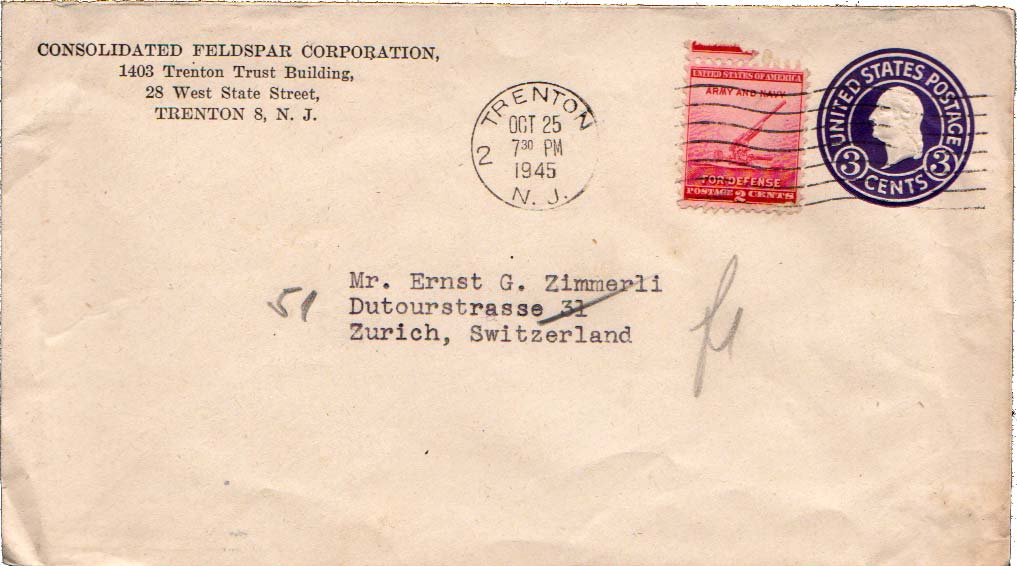 CONSOLIDATED FELDSPAR CORPORATION,
1403 Trenton Trust Building,
28 West State Street,
TRENTON 8, N. J.
TRENTON
OCT 25
7 30 PM
1945
2
N. J.
UNITED STATES OF AMERICA
ARMY AND NAVY
FOR DEFENSE
POSTAGE 2 CENTS
UNITED STATES POSTAGE
3 CENTS 3
Mr. Ernst G. Zimmerli
51 Dutourstrasse 31
Zurich, Switzerland